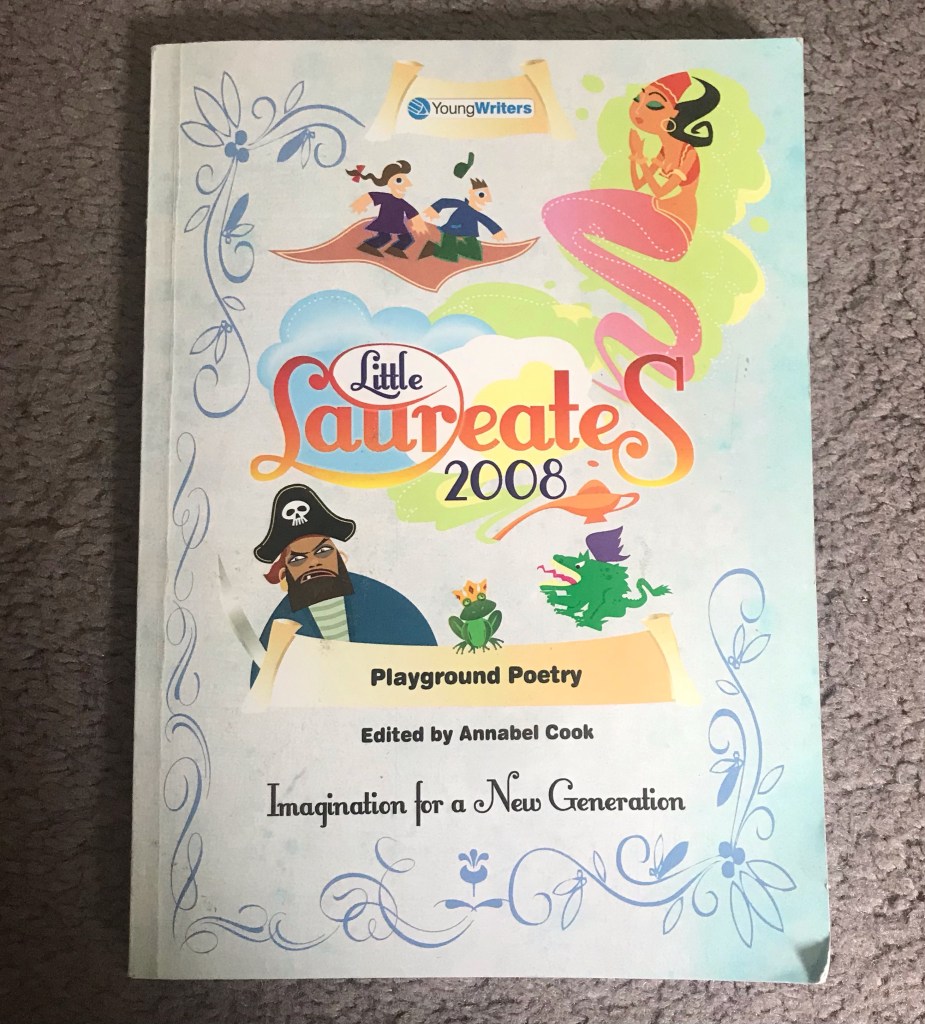 YoungWriters
Little
Laureates
2008
Playground Poetry
Edited by Annabel Cook
Imagination for a New Generation